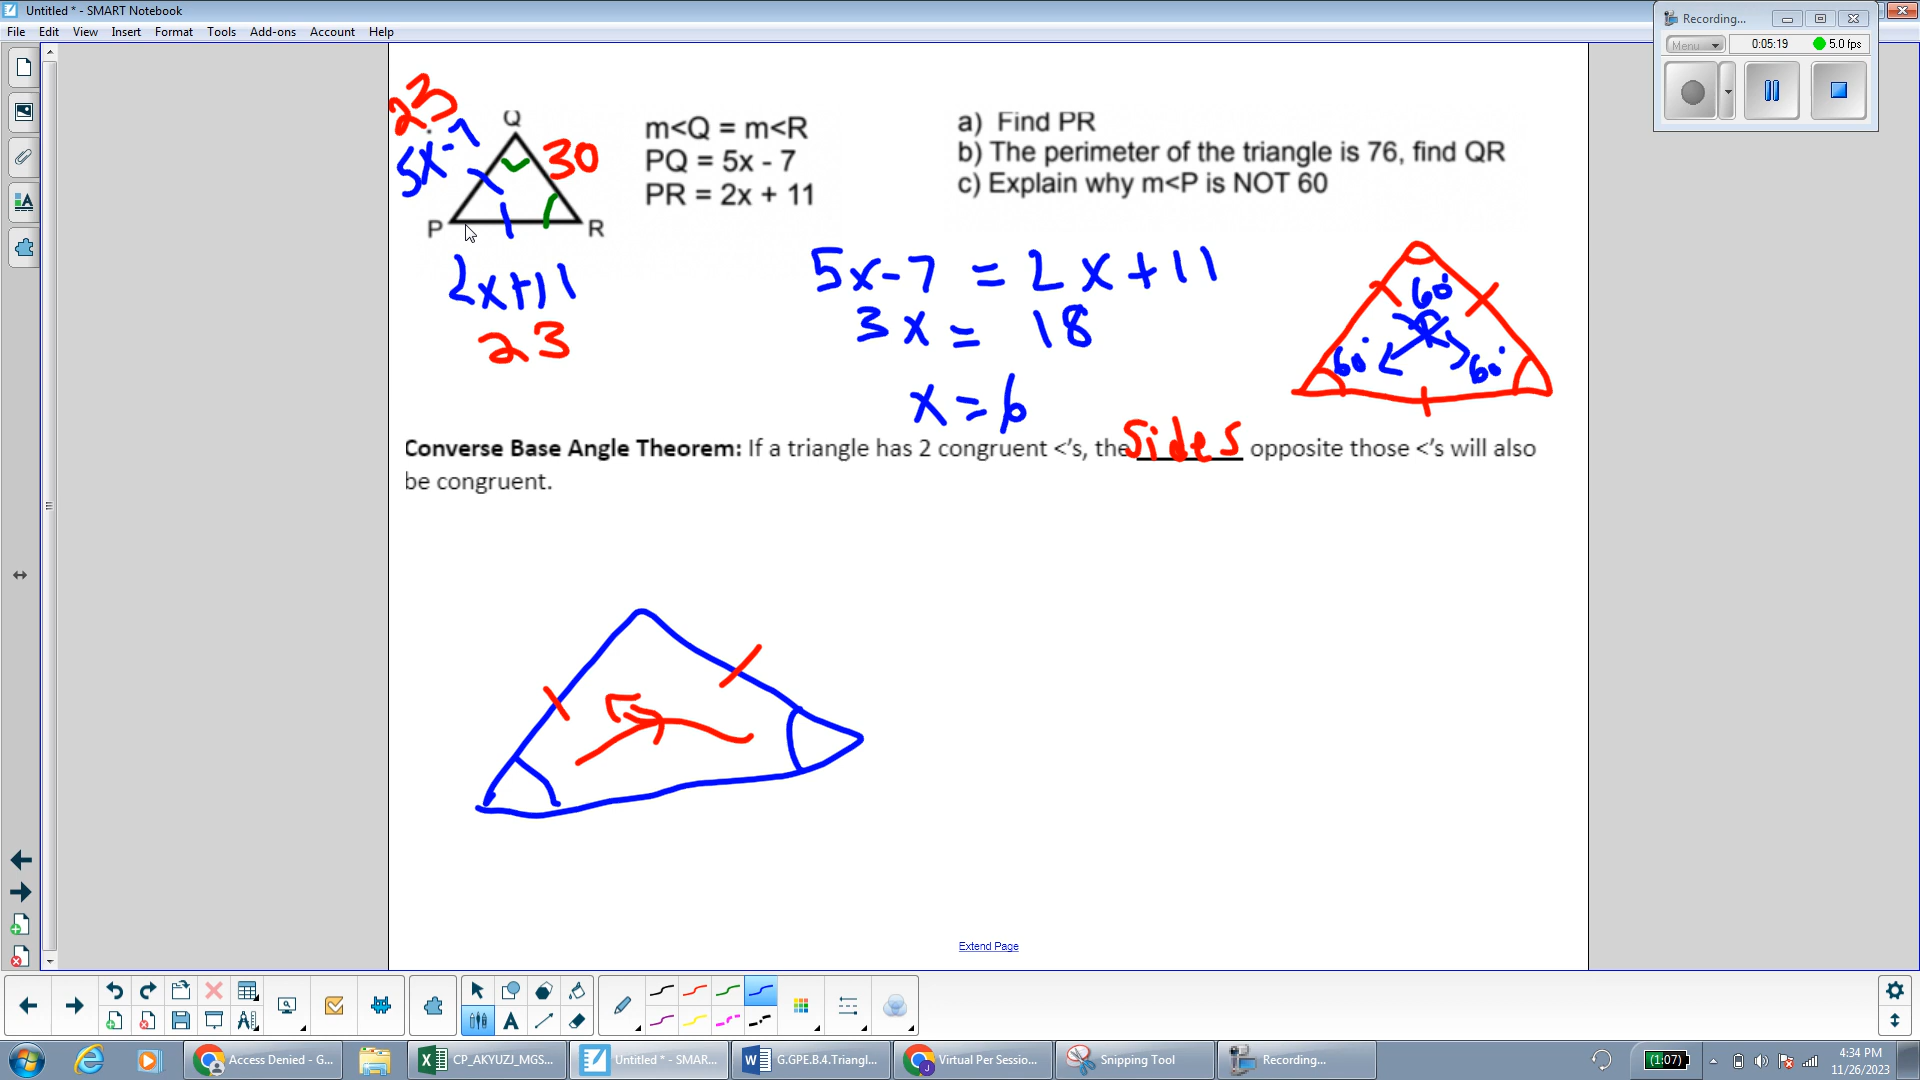 Untitled * - SMART Notebook
File Edit View Insert Format Tools Add-ons Account Help
Recording...
Menu
0:05:19
5.0 fps
23
5x-7
Q
30
P
R
2x+11
23
m<Q = m<R
PQ = 5x - 7
PR = 2x + 11
a) Find PR
b) The perimeter of the triangle is 76, find QR
c) Explain why m<P is NOT 60
5x-7 = 2x+11
3x = 18
x=6
60°
60°
60°
Converse Base Angle Theorem: If a triangle has 2 congruent <'s, the sides opposite those <'s will also
be congruent.
Extend Page
Access Denied - G...
CP_AKYUZJ_MGS...
Untitled * - SMAR...
G.GPE.B.4.Triangl...
Virtual Per Sessio...
Snipping Tool
Recording...
(1:07)
4:34 PM
11/26/2023